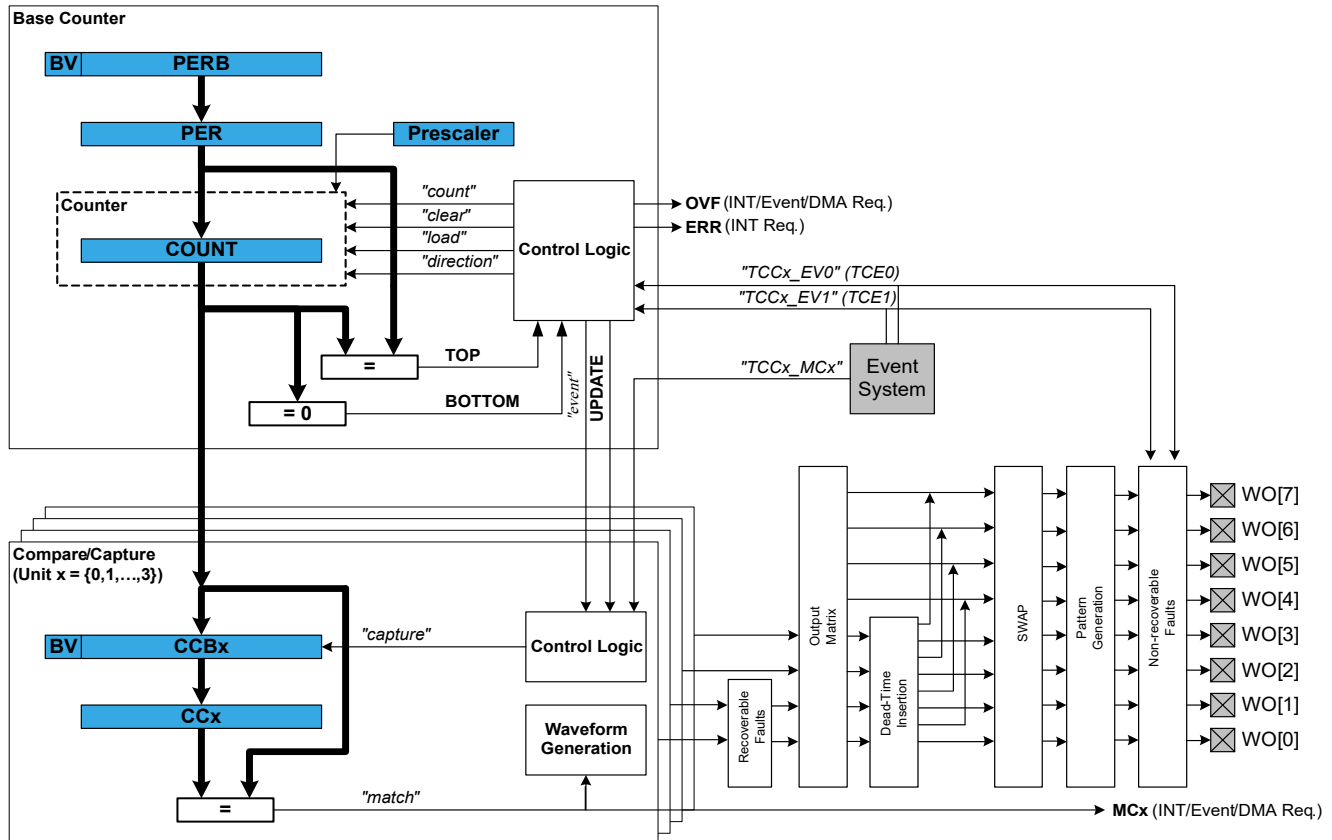 Base Counter
BV PERB
PER
Prescaler
Counter
COUNT
"count"
"clear"
"load"
"direction"
Control Logic
OVF (INT/Event/DMA Req.)
ERR (INT Req.)
"TCCx_EV0" (TCE0)
"TCCx_EV1" (TCE1)
"TCCx_MCx"
Event
System
=
TOP
= 0
BOTTOM
"event"
UPDATE
Compare/Capture
(Unit x = {0,1,…,3})
BV CCBx
"capture"
Control Logic
CCx
Waveform
Generation
=
"match"
Recoverable
Faults
Output
Matrix
Dead-Time
Insertion
SWAP
Pattern
Generation
Non-recoverable
Faults
WO[7]
WO[6]
WO[5]
WO[4]
WO[3]
WO[2]
WO[1]
WO[0]
MCx (INT/Event/DMA Req.)